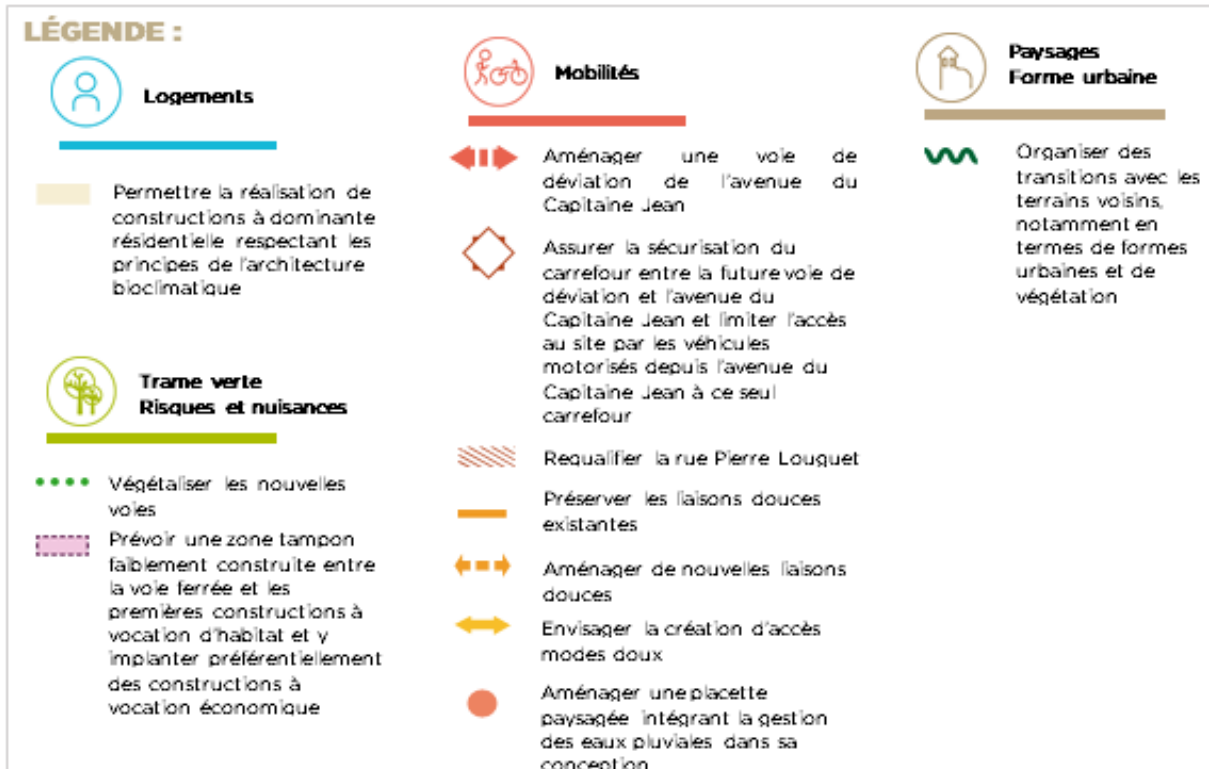 LÉGENDE :
Logements
Permettre la réalisation de
constructions à dominante
résidentielle respectant les
principes de l'architecture
bioclimatique
Trame verte
Risques et nuisances
Végétaliser les nouvelles
voies
Prévoir une zone tampon
faiblement construite entre
la voie ferrée et les
premières constructions à
vocation d'habitat et y
implanter préférentiellement
des constructions à
vocation économique
Mobilités
Aménager une voie de
déviation de l'avenue du
Capitaine Jean
Assurer la sécurisation du
carrefour entre la future voie de
déviation et l'avenue du
Capitaine Jean et limiter l'accès
au site par les véhicules
motorisés depuis l'avenue du
Capitaine Jean à ce seul
carrefour
Requalifier la rue Pierre Louguet
Préserver les liaisons douces
existantes
Aménager de nouvelles liaisons
douces
Envisager la création d'accès
modes doux
Aménager une placette
paysagée intégrant la gestion
des eaux pluviales dans sa
conception
Paysages
Forme urbaine
Organiser des
transitions avec les
terrains voisins,
notamment en
termes de formes
urbaines et de
végétation